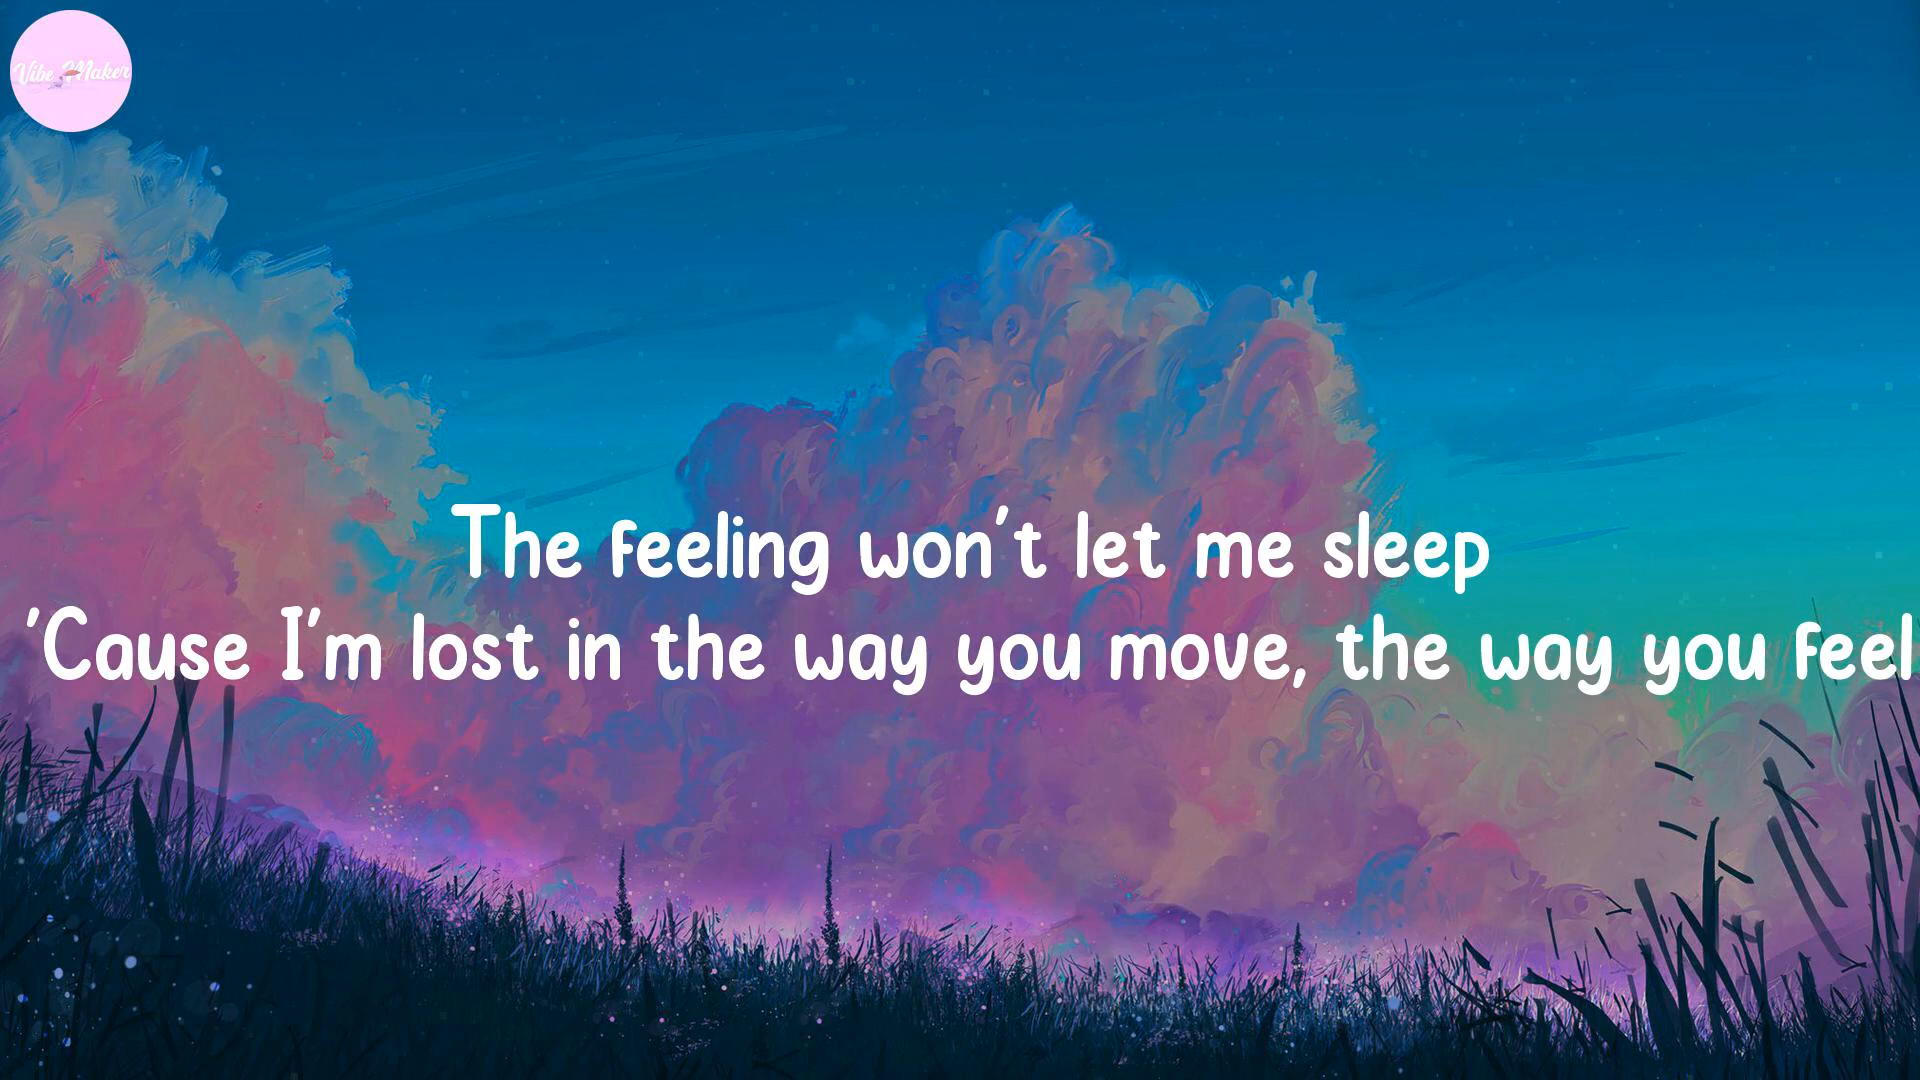 Vibe Maker
The feeling won't let me sleep
'Cause I'm lost in the way you move, the way you feel